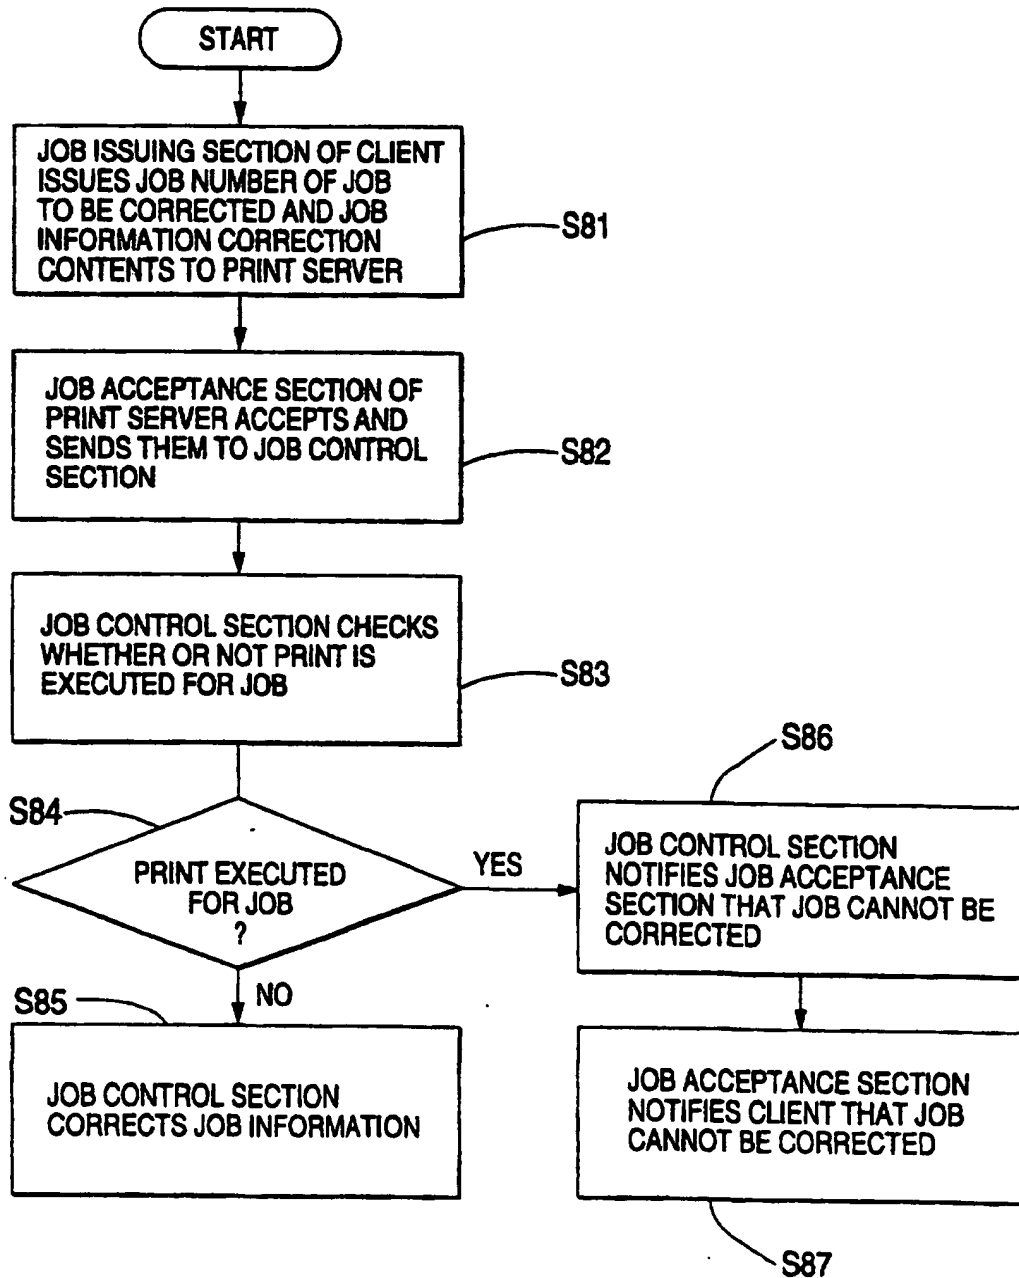 START
JOB ISSUING SECTION OF CLIENT
ISSUES JOB NUMBER OF JOB
TO BE CORRECTED AND JOB
INFORMATION CORRECTION
CONTENTS TO PRINT SERVER
S81
JOB ACCEPTANCE SECTION OF
PRINT SERVER ACCEPTS AND
SENDS THEM TO JOB CONTROL
SECTION
S82
JOB CONTROL SECTION CHECKS
WHETHER OR NOT PRINT IS
EXECUTED FOR JOB
S83
S84
PRINT EXECUTED
FOR JOB
?
YES
NO
S86
JOB CONTROL SECTION
NOTIFIES JOB ACCEPTANCE
SECTION THAT JOB CANNOT BE
CORRECTED
S85
JOB CONTROL SECTION
CORRECTS JOB INFORMATION
JOB ACCEPTANCE SECTION
NOTIFIES CLIENT THAT JOB
CANNOT BE CORRECTED
S87